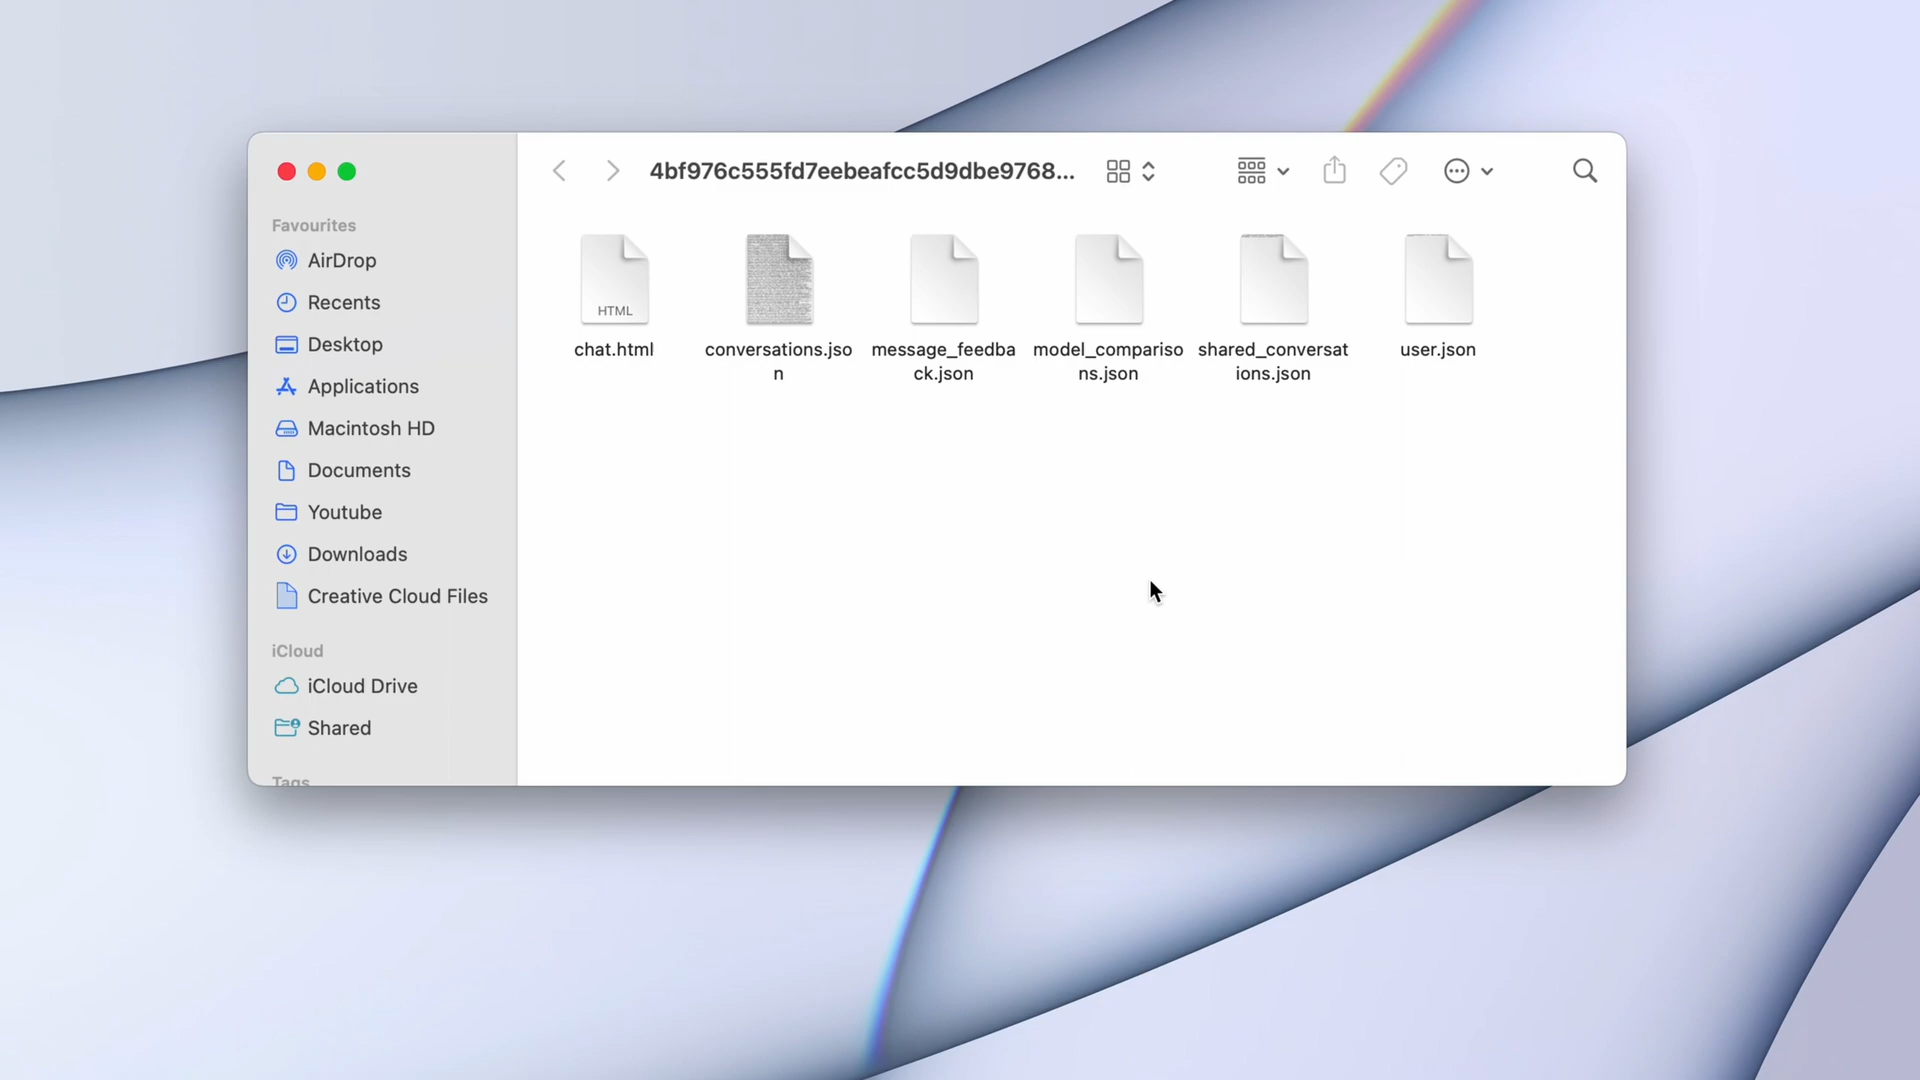 4bf976c555fd7eebeafcc5d9dbe9768...
Favourites
AirDrop
Recents
Desktop
Applications
Macintosh HD
Documents
Youtube
Downloads
Creative Cloud Files
iCloud
iCloud Drive
Shared
Tags
HTML
chat.html
conversations.jso
n
message_feedba
ck.json
model_compariso
ns.json
shared_conversat
ions.json
user.json